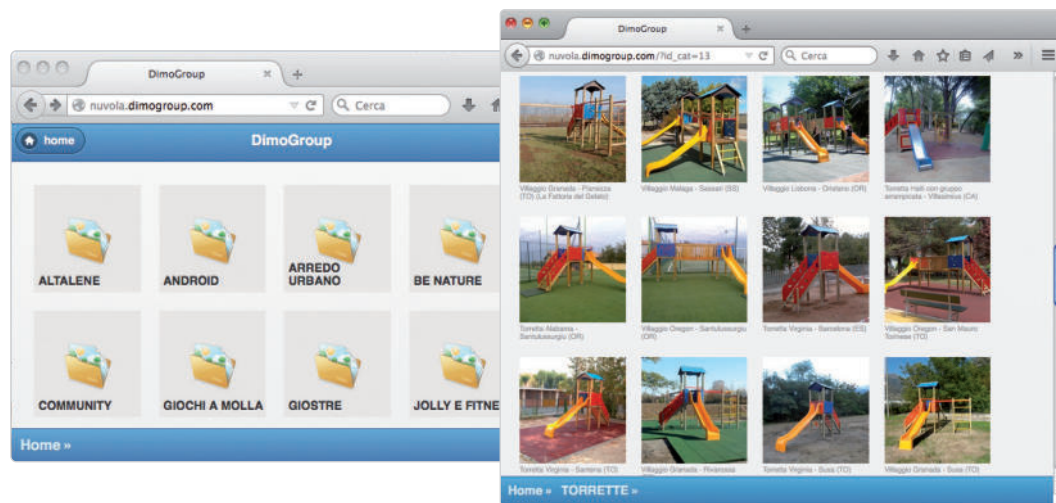 DimoGroup
nuvola.dimogroup.com
Cerca
home
DimoGroup
ALTALENE
ANDROID
ARREDO
URBANO
BE NATURE
COMMUNITY
GIOCHI A MOLLA
GIOSTRE
JOLLY E FITNE
Home »
DimoGroup
nuvola.dimogroup.com/?id_cat=13
Cerca
Villaggio Granada - Pianezza
(TO) (La Fattoria del Gelato)
Villaggio Malaga - Sassari (SS)
Villaggio Lisbona - Oristano (OR)
Torretta Haiti con gruppo
arrampicata - Villasimius (CA)
Torretta Alabama -
Santulussurgiu (OR)
Villaggio Oregon - Santulussurgiu
(OR)
Torretta Virginia - Barcelona (ES)
Villaggio Oregon - San Mauro
Torinese (TO)
Torretta Virginia - Santena (TO)
Villaggio Granada - Rivarossa
Torretta Virginia - Susa (TO)
Villaggio Granada - Susa (TO)
Home » TORRETTE »